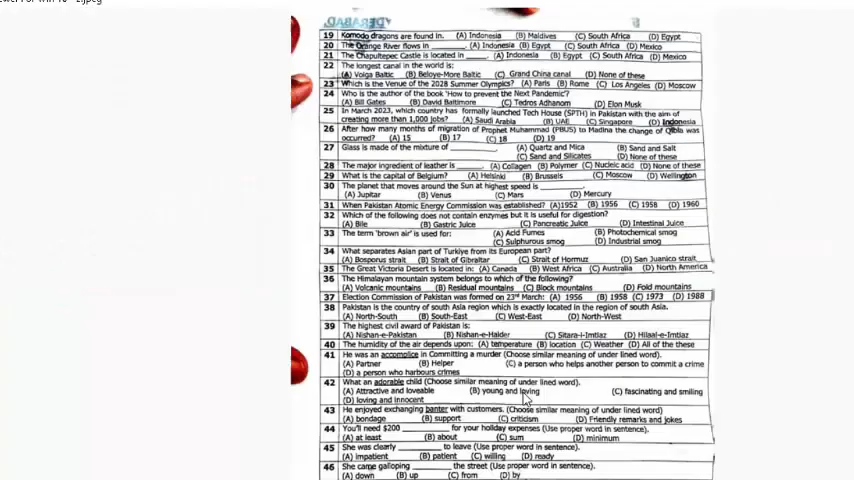 19 Komodo dragons are found in. (A) Indonesia (B) Maldives (C) South Africa (D) Egypt
20 The Orange River flows in ______. (A) Indonesia (B) Egypt (C) South Africa (D) Mexico
21 The Chapultepec Castle is located in ____. (A) Indonesia (B) Egypt (C) South Africa (D) Mexico
22 The longest canal in the world is:
(A) Volga Baltic (B) Beloye-More Baltic (C) Grand China canal (D) None of these
23 Which is the Venue of the 2028 Summer Olympics? (A) Paris (B) Rome (C) Los Angeles (D) Moscow
24 Who is the author of the book 'How to prevent the Next Pandemic'.
(A) Bill Gates (B) David Baltimore (C) Tedros Adhanom (D) Elon Musk
25 In March 2023, which country has formally launched Tech House (SPTH) in Pakistan with the aim of
creating more than 1,000 jobs? (A) Saudi Arabia (B) UAE (C) Singapore (D) Indonesia
26 After how many months of migration of Prophet Muhammad (PBUS) to Madina the change of Qibla was
occurred? (A) 15 (B) 17 (C) 18 (D) 19
27 Glass is made of the mixture of ________. (A) Quartz and Mica (B) Sand and Salt
(C) Sand and Silicates (D) None of these
28 The major ingredient of leather is _____. (A) Collagen (B) Polymer (C) Nucleic acid (D) None of these
29 What is the capital of Belgium? (A) Helsinki (B) Brussels (C) Moscow (D) Wellington
30 The planet that moves around the Sun at highest speed is ________.
(A) Jupitar (B) Venus (C) Mars (D) Mercury
31 When Pakistan Atomic Energy Commission was established? (A)1952 (B) 1956 (C) 1958 (D) 1960
32 Which of the following does not contain enzymes but it is useful for digestion?
(A) Bile (B) Gastric Juice (C) Pancreatic Juice (D) Intestinal Juice
33 The term 'brown air' is used for: (A) Acid Fumes (B) Photochemical smog
(C) Sulphurous smog (D) Industrial smog
34 What separates Asian part of Turkiye from its European part?
(A) Bosporus strait (B) Strait of Gibraltar (C) Strait of Hormuz (D) San Juanico strait
35 The Great Victoria Desert is located in: (A) Canada (B) West Africa (C) Australia (D) North America
36 The Himalayan mountain system belongs to which of the following?
(A) Volcanic mountains (B) Residual mountains (C) Block mountains (D) Fold mountains
37 Election Commission of Pakistan was formed on 23rd March: (A) 1956 (B) 1958 (C) 1973 (D) 1988
38 Pakistan is the country of south Asia region which is exactly located in the region of south Asia.
(A) North-South (B) South-East (C) West-East (D) North-West
39 The highest civil award of Pakistan is:
(A) Nishan-e-Pakistan (B) Nishan-e-Haider (C) Sitara-i-Imtiaz (D) Hilaal-e-Imtiaz
40 The humidity of the air depends upon: (A) temperature (B) location (C) Weather (D) All of the these
41 He was an accomplice in Committing a murder (Choose similar meaning of under lined word).
(A) Partner (B) Helper (C) a person who helps another person to commit a crime
(D) a person who harbours crimes
42 What an adorable child (Choose similar meaning of under lined word).
(A) Attractive and loveable (B) young and loving (C) fascinating and smiling
(D) loving and innocent
43 He enjoyed exchanging banter with customers. (Choose similar meaning of under lined word)
(A) bondage (B) support (C) criticism (D) Friendly remarks and jokes
44 You'll need $200 ________ for your holiday expenses (Use proper word in sentence).
(A) at least (B) about (C) sum (D) minimum
45 She was clearly ______ to leave (Use proper word in sentence).
(A) impatient (B) patient (C) willing (D) ready
46 She came galloping ______ the street (Use proper word in sentence).
(A) down (B) up (C) from (D) by